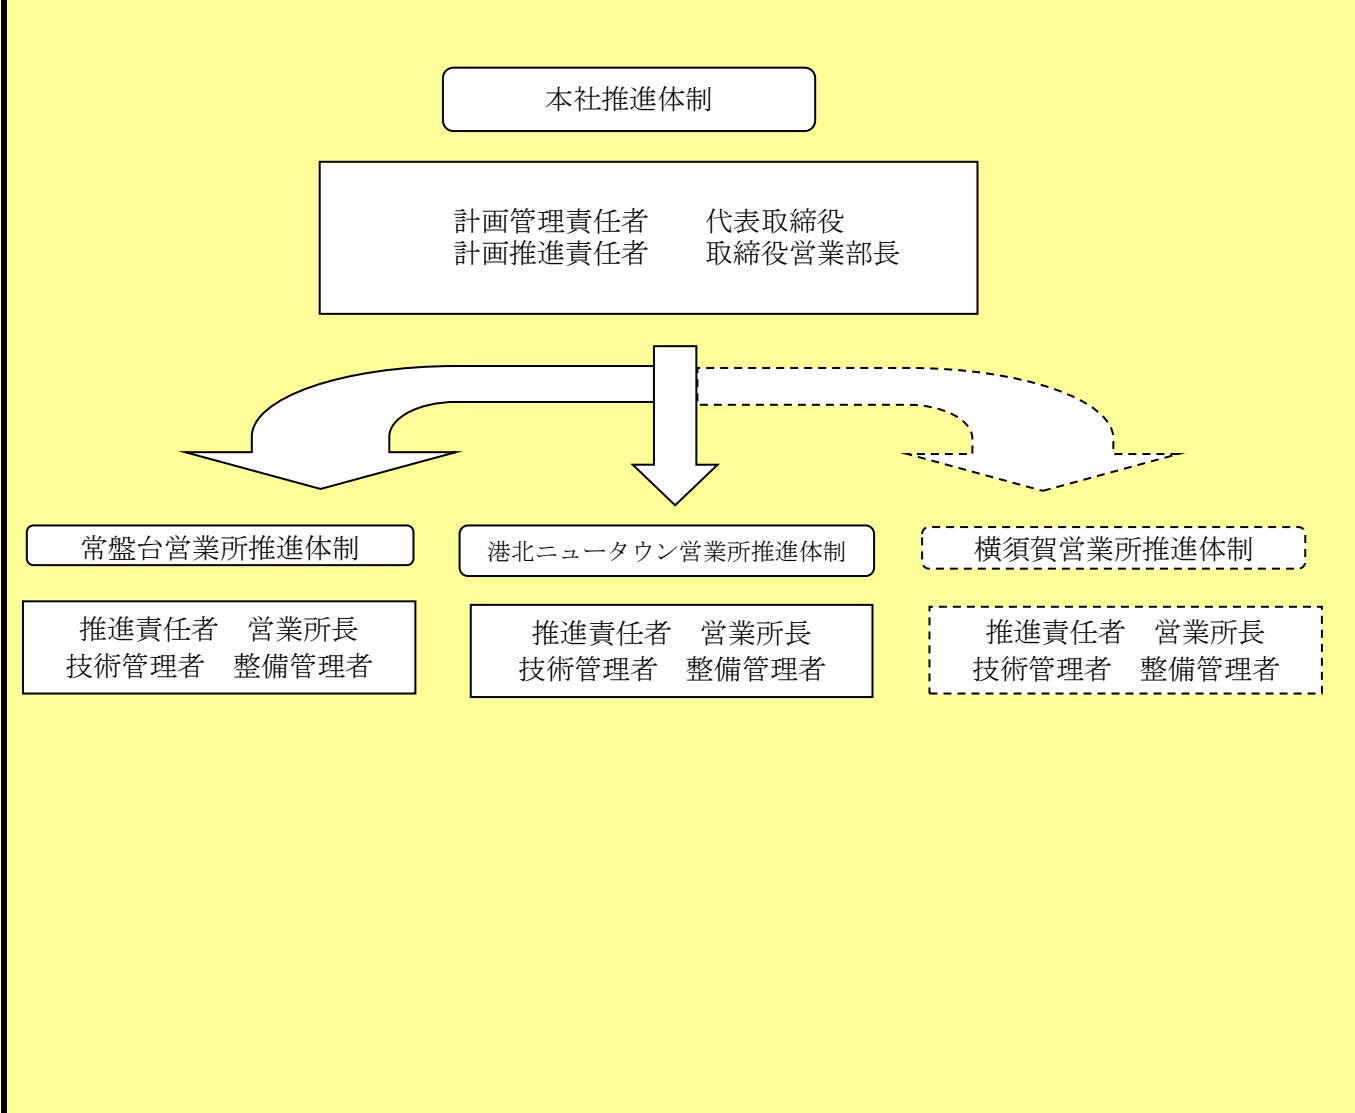 本社推進体制
計画管理責任者　　代表取締役
計画推進責任者　　取締役営業部長
常盤台営業所推進体制
推進責任者　営業所長
技術管理者　整備管理者
港北ニュータウン営業所推進体制
推進責任者　営業所長
技術管理者　整備管理者
横須賀営業所推進体制
推進責任者　営業所長
技術管理者　整備管理者